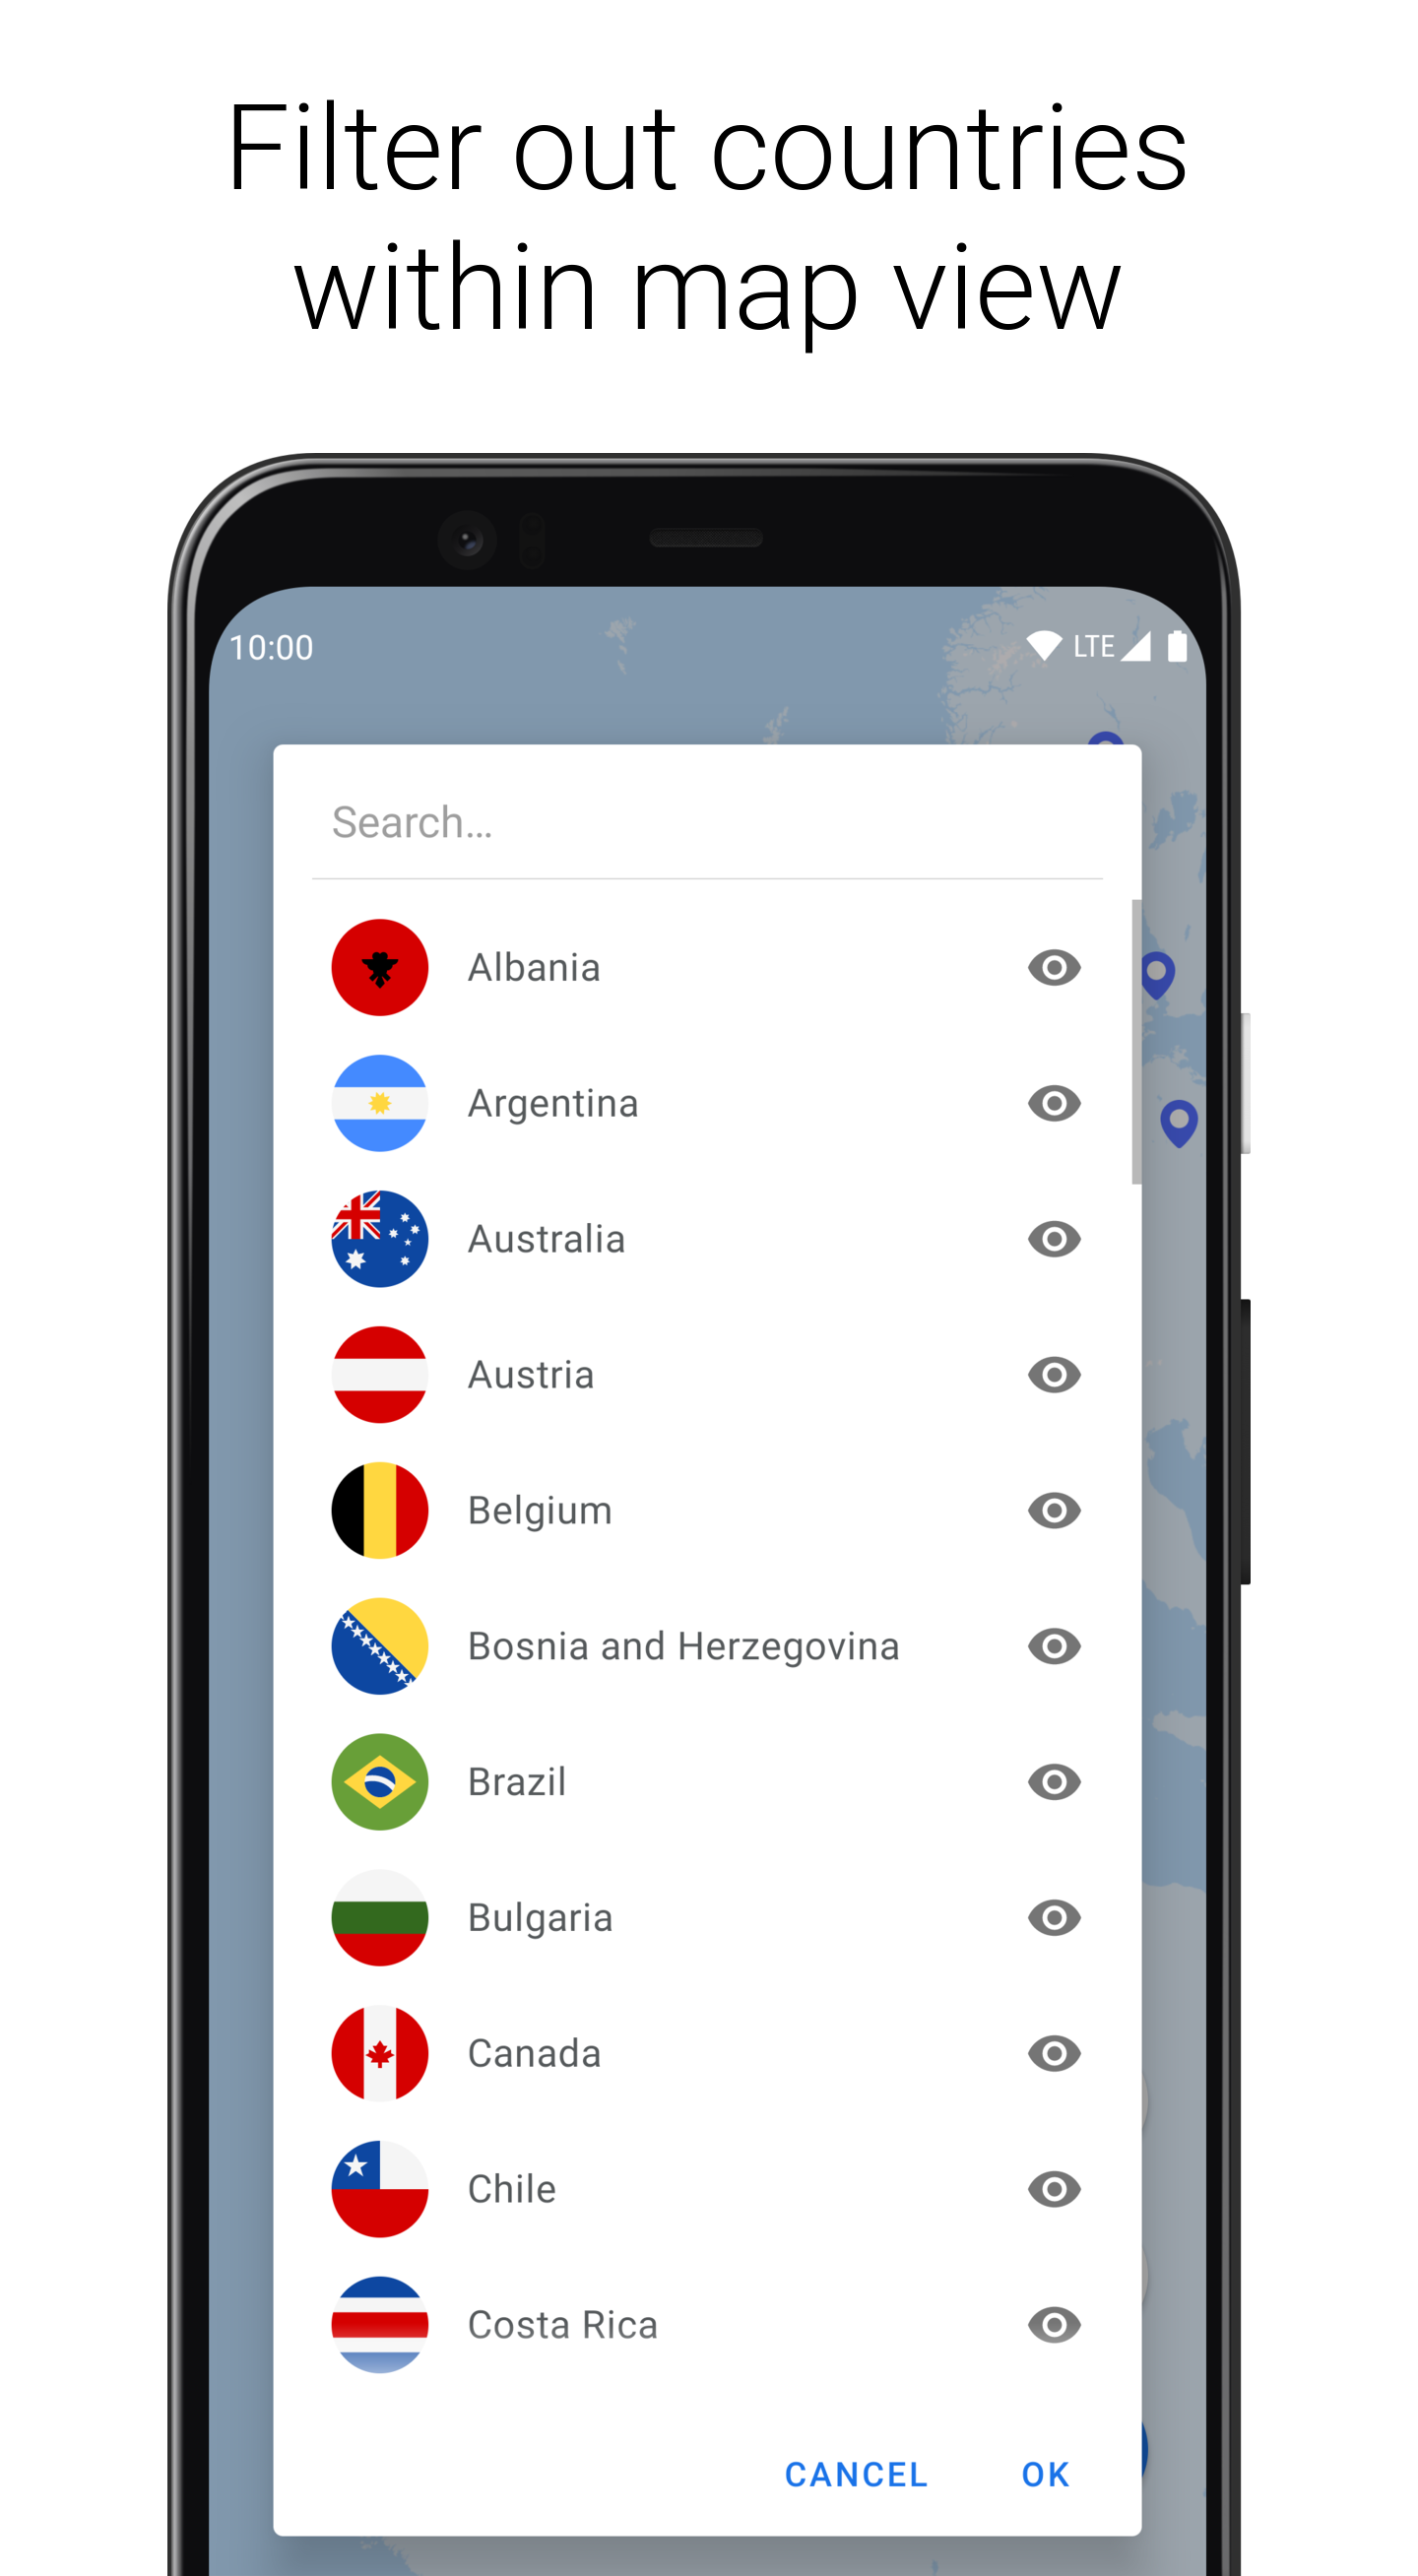 Filter out countries
within map view
10:00
LTE
Search...
Albania
Argentina
Australia
Austria
Belgium
Bosnia and Herzegovina
Brazil
Bulgaria
Canada
Chile
Costa Rica
CANCEL OK